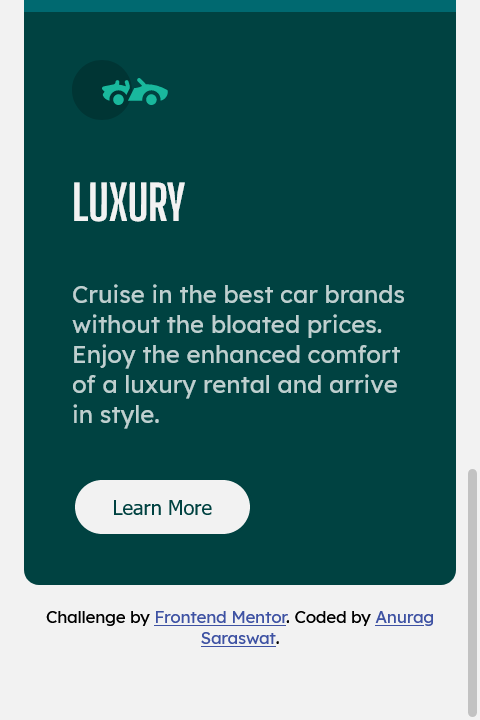 LUXURY
Cruise in the best car brands
without the bloated prices.
Enjoy the enhanced comfort
of a luxury rental and arrive
in style.
Learn More
Challenge by Frontend Mentor. Coded by Anurag
Saraswat.